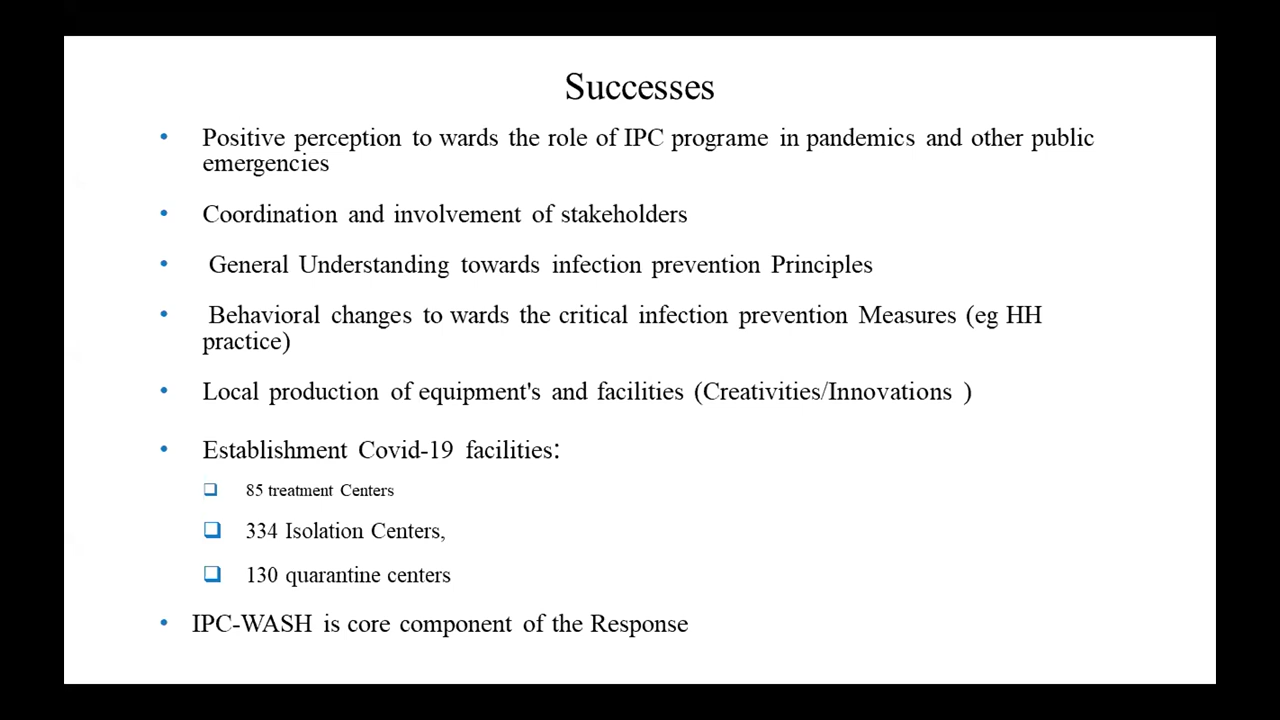 Successes
• Positive perception to wards the role of IPC programe in pandemics and other public
emergencies
• Coordination and involvement of stakeholders
• General Understanding towards infection prevention Principles
• Behavioral changes to wards the critical infection prevention Measures (eg HH
practice)
• Local production of equipment's and facilities (Creativities/Innovations )
• Establishment Covid-19 facilities:
❑ 85 treatment Centers
❑ 334 Isolation Centers,
❑ 130 quarantine centers
• IPC-WASH is core component of the Response